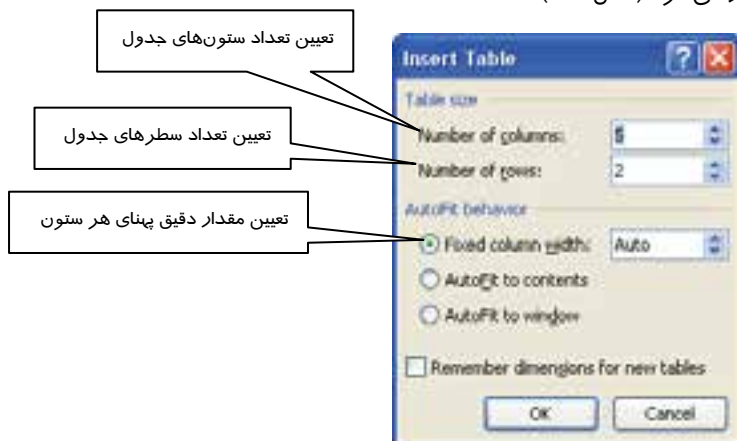 تعیین تعداد ستون‌های جدول
تعیین تعداد سطرهای جدول
تعیین مقدار دقیق پهنای هر ستون
Insert Table
Table size
Number of columns: 5
Number of rows: 2
AutoFit behavior
Fixed column width: Auto
AutoFit to contents
AutoFit to window
Remember dimensions for new tables
OK Cancel